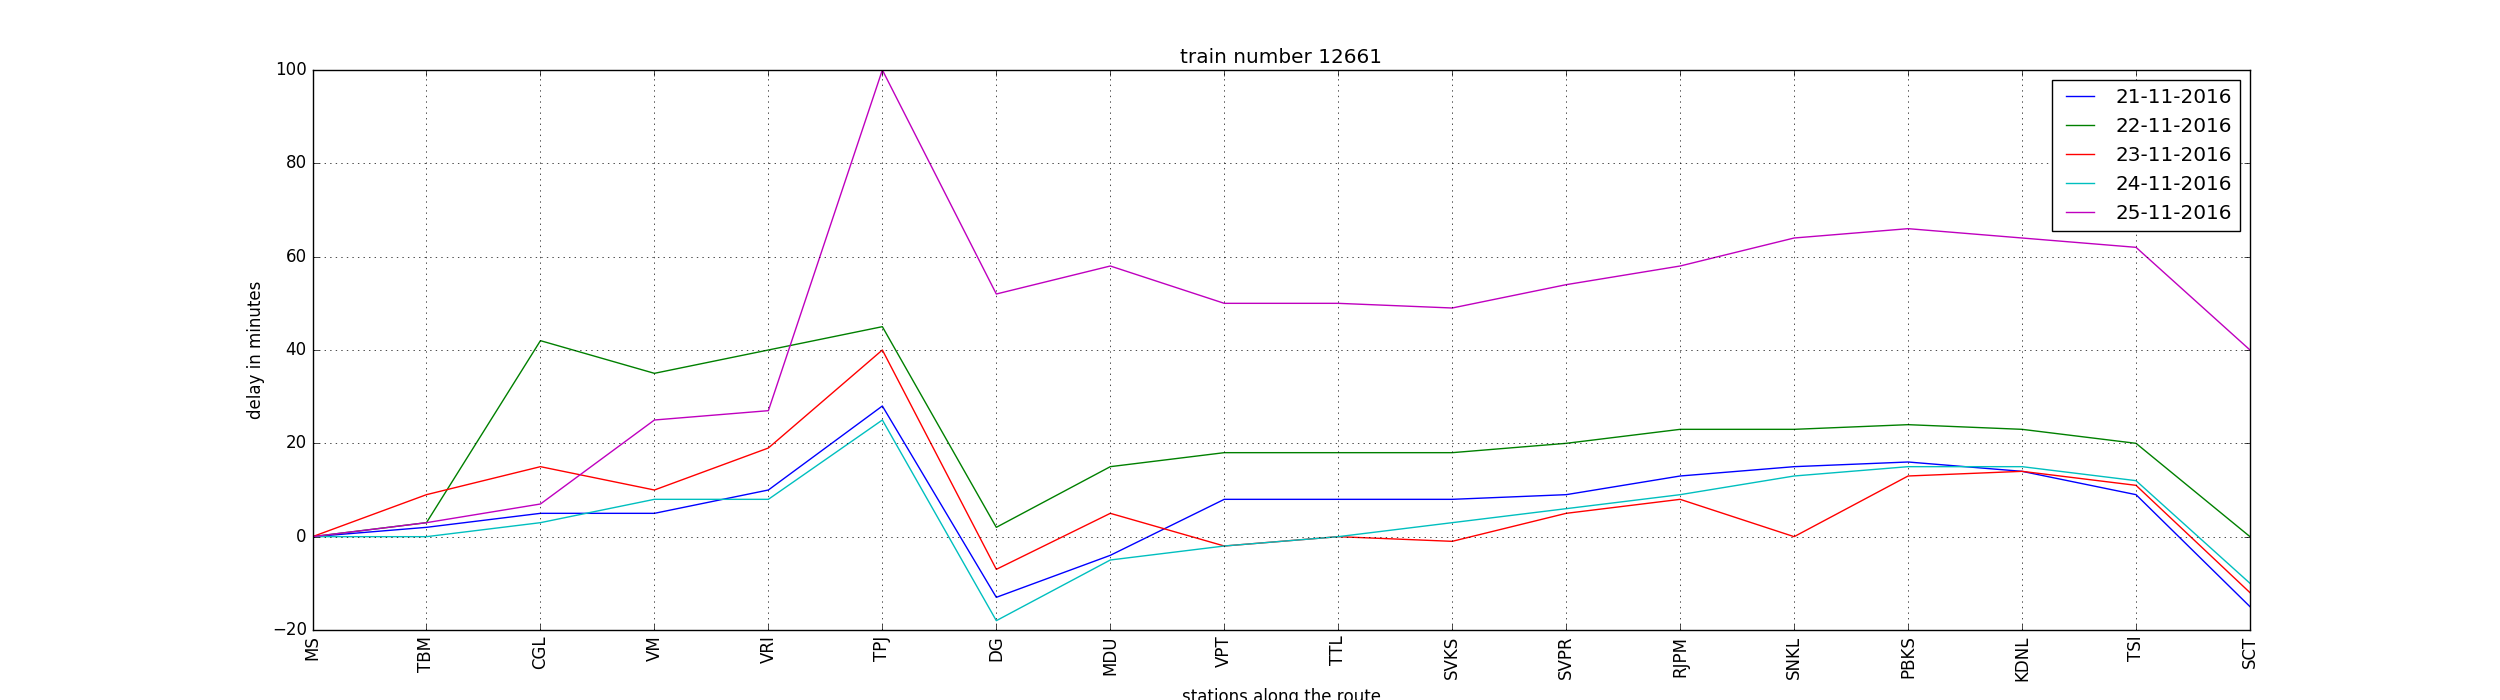 train number 12661
100
80
60
40
20
0
−20
delay in minutes
21-11-2016
22-11-2016
23-11-2016
24-11-2016
25-11-2016
MS
TBM
CGL
VM
VRI
TPJ
DG
MDU
VPT
TTL
SVKS
SVPR
RJPM
SNKL
PBKS
KDNL
TSI
SCT
stations along the route